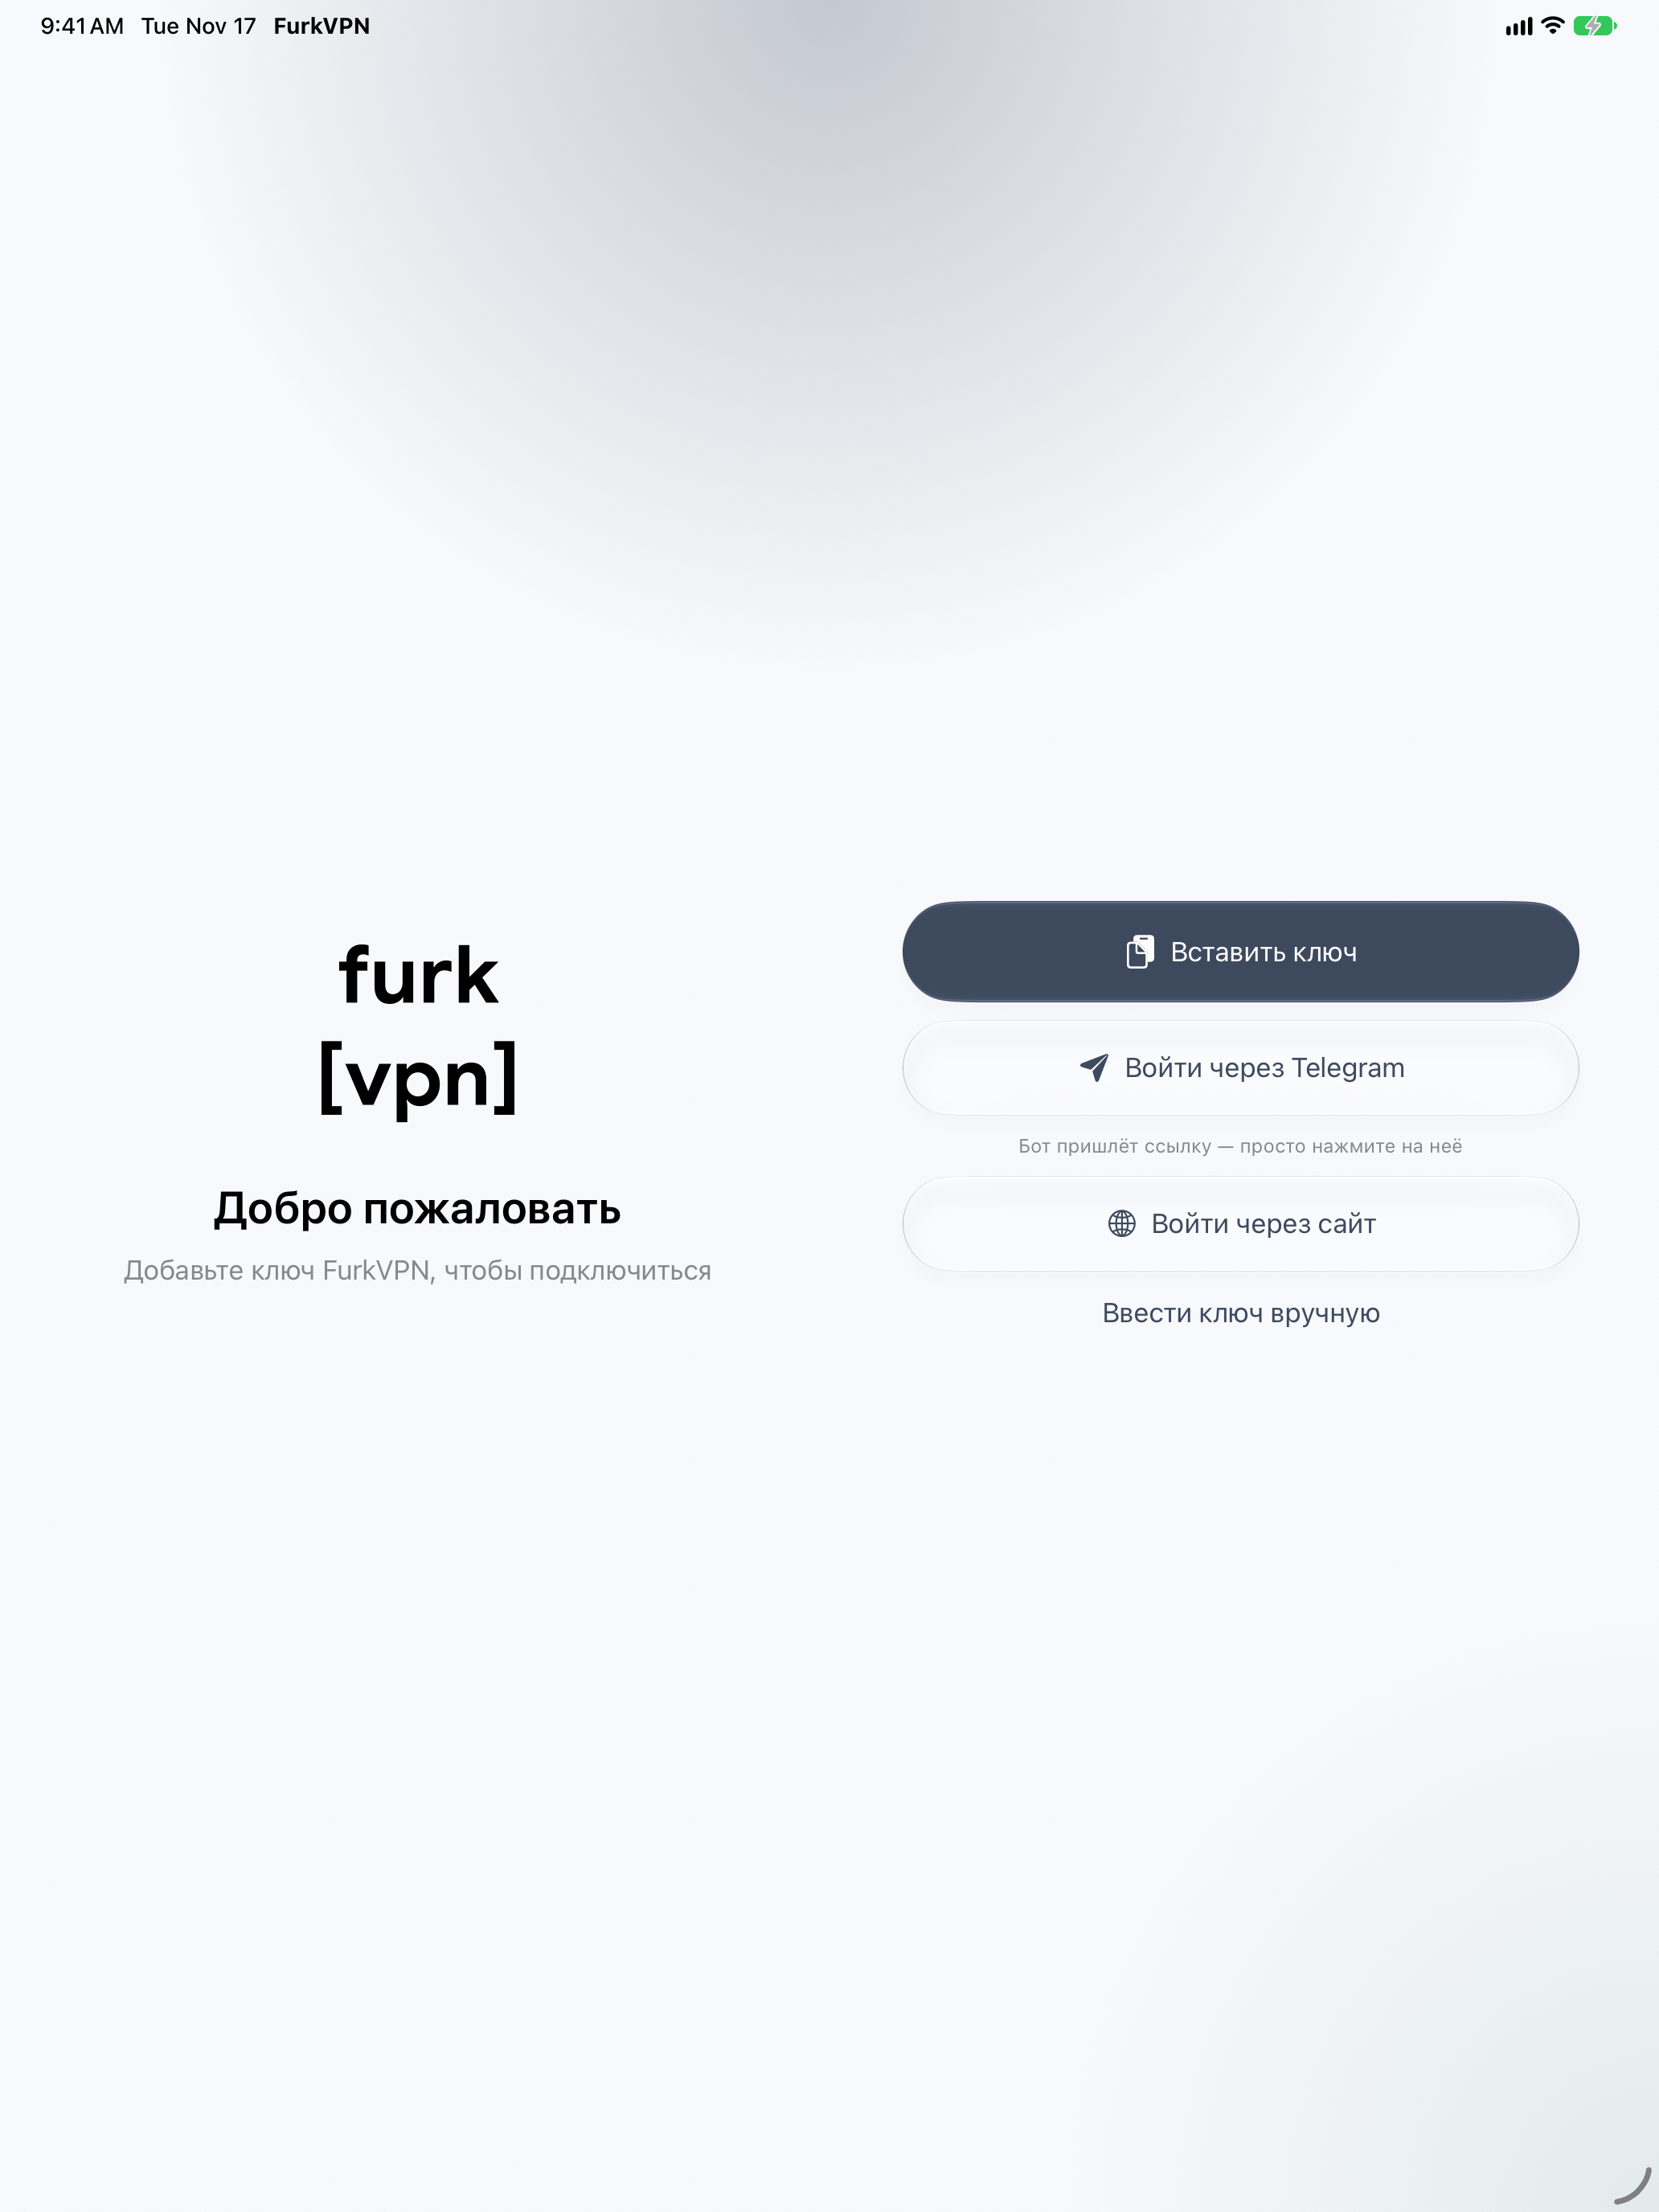 9:41 AM Tue Nov 17 FurkVPN
furk
[vpn]
Добро пожаловать
Добавьте ключ FurkVPN, чтобы подключиться
Вставить ключ
Войти через Telegram
Бот пришлёт ссылку — просто нажмите на неё
Войти через сайт
Ввести ключ вручную